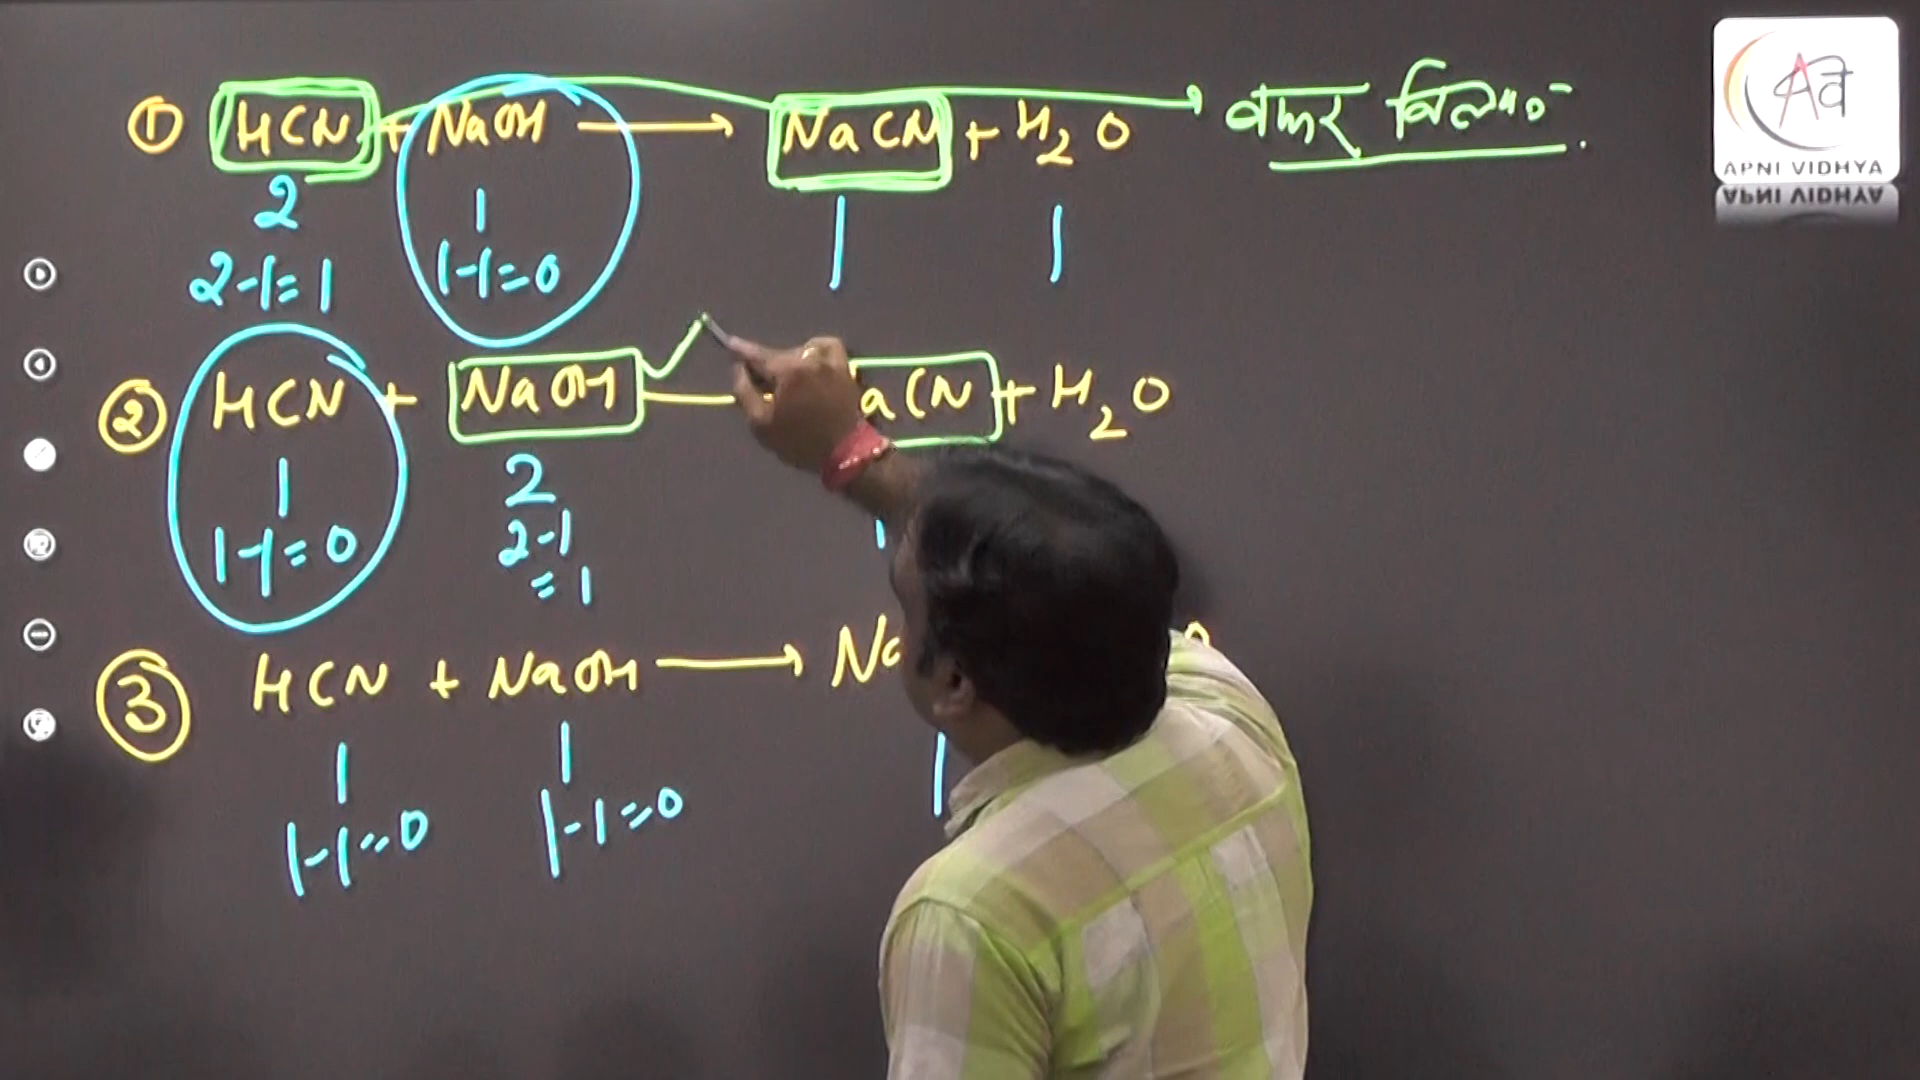 ① HCN + NaOH → NaCN + H₂O → बफर विलयन
2 1 1 1
2-1=1 1-1=0
② HCN + NaOH — aCN + H₂O
1 2
1-1=0 2-1
=1
③ HCN + NaOH → Na
1 1 1
1-1=0 1-1=0
APNI VIDHYA